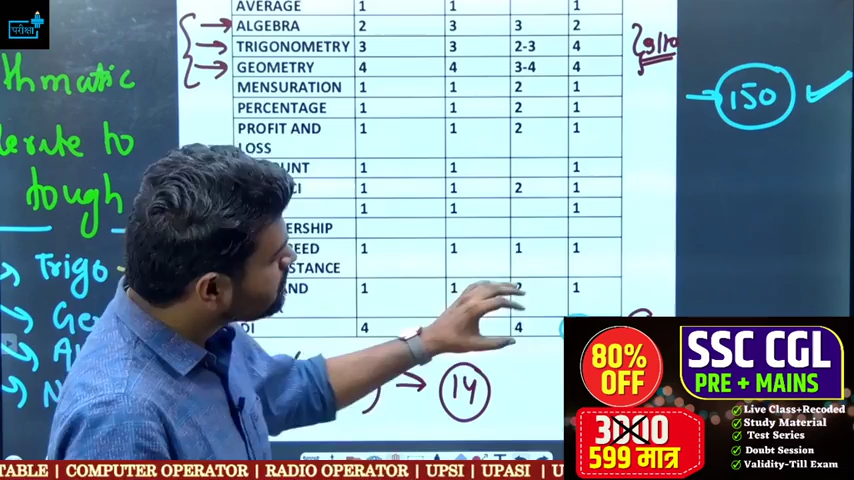 परीक्षा
AVERAGE 1 1 1
ALGEBRA 2 3 3 2
TRIGONOMETRY 3 3 2-3 4
GEOMETRY 4 4 3-4 4
MENSURATION 1 1 2 1
PERCENTAGE 1 1 2 1
PROFIT AND 1 1 2 1
LOSS
UNT 1 1 1
CI 1 1 2 1
1 1 1
ERSHIP
EED 1 1 1 1
STANCE
AND 1 1 2 1
DI 4 4
14
150
thmatic
erate to
tough
Trigo
Ge
Al
N
80%
OFF
SSC CGL
PRE + MAINS
3000
599 मात्र
Live Class+Recoded
Study Material
Test Series
Doubt Session
Validity-Till Exam
TABLE | COMPUTER OPERATOR | RADIO OPERATOR | UPSI | UPASI | U